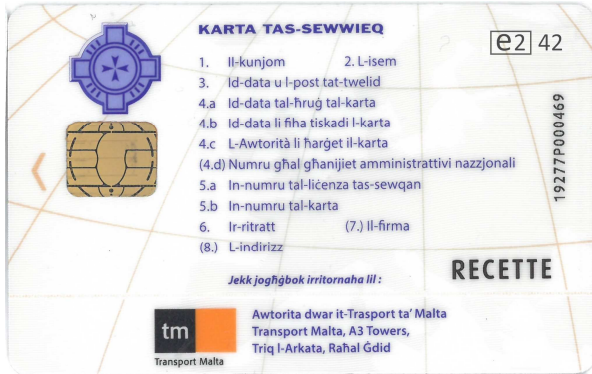 KARTA TAS-SEWWIEQ
e2 42
1. Il-kunjom 2. L-isem
3. Id-data u l-post tat-twelid
4.a Id-data tal-ħruġ tal-karta
4.b Id-data li fiha tiskadi l-karta
4.c L-Awtorità li ħarġet il-karta
(4.d) Numru għal għanijiet amministrattivi nazzjonali
5.a In-numru tal-liċenza tas-sewqan
5.b In-numru tal-karta
6. Ir-ritratt (7.) Il-firma
(8.) L-indirizz
19277P000469
RECETTE
Jekk jogħġbok irritornaha lil :
tm
Transport Malta
Awtorita dwar it-Trasport ta' Malta
Transport Malta, A3 Towers,
Triq l-Arkata, Raħal Ġdid